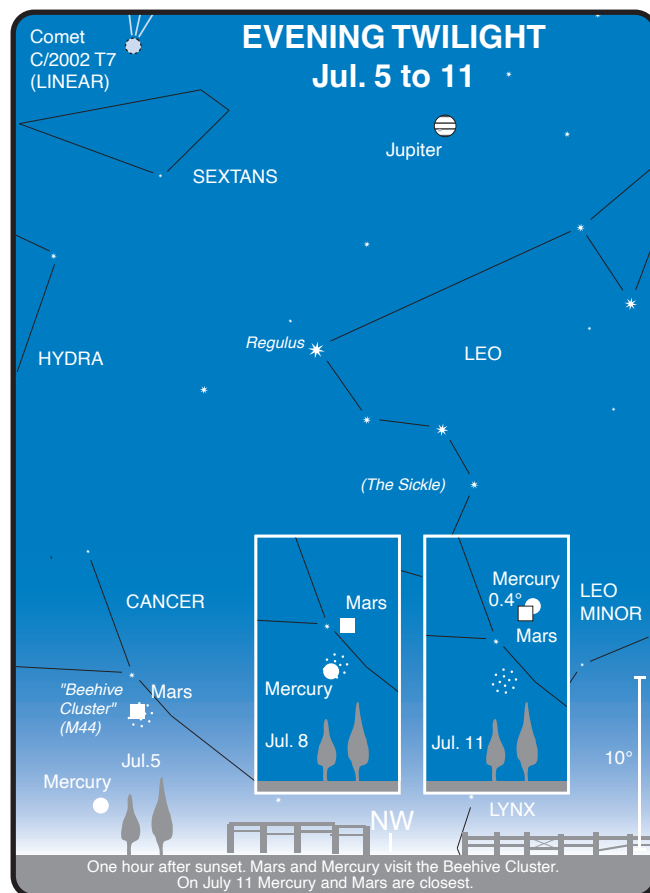 Comet
C/2002 T7
(LINEAR)
EVENING TWILIGHT
Jul. 5 to 11
Jupiter
SEXTANS
Regulus
HYDRA
LEO
(The Sickle)
CANCER
"Beehive
Cluster"
(M44)
Mars
Jul.5
Mercury
Mars
Mercury
Jul. 8
Mercury
0.4°
Mars
Jul. 11
LEO
MINOR
10°
NW
LYNX
One hour after sunset. Mars and Mercury visit the Beehive Cluster.
On July 11 Mercury and Mars are closest.